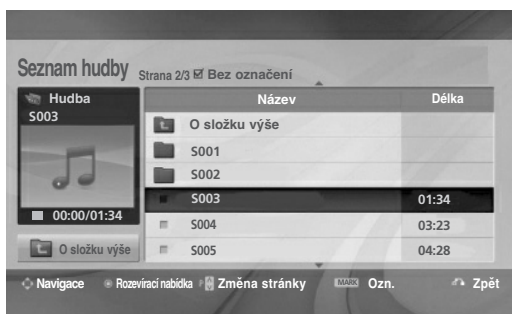 Seznam hudby Strana 2/3 Bez označení
Hudba
S003
00:00/01:34
O složku výše
Název Délka
O složku výše
S001
S002
S003 01:34
S004 03:23
S005 04:28
Navigace Rozevírací nabídka P Změna stránky MARK Ozn. Zpět